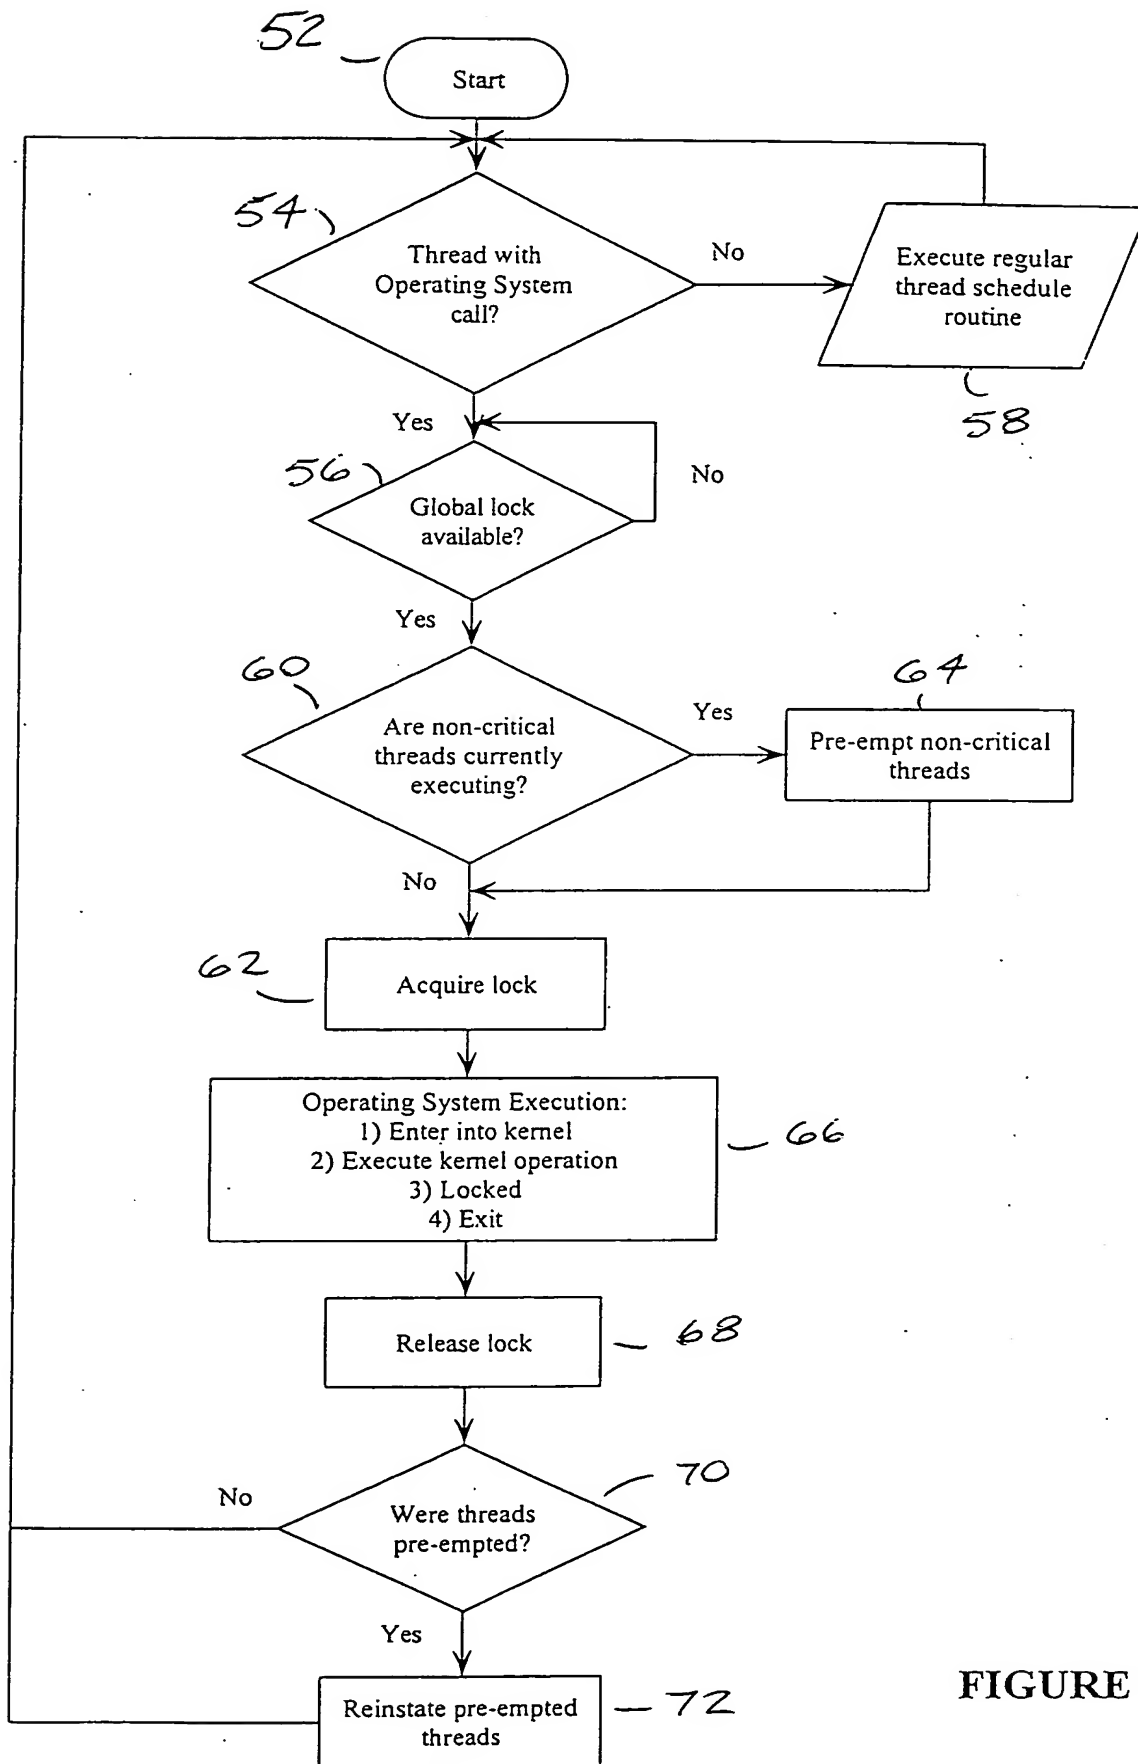 52
Start
54
Thread with
Operating System
call?
No
Execute regular
thread schedule
routine
58
Yes
56
Global lock
available?
No
Yes
60
Are non-critical
threads currently
executing?
Yes
64
Pre-empt non-critical
threads
No
62
Acquire lock
Operating System Execution:
1) Enter into kernel
2) Execute kernel operation
3) Locked
4) Exit
66
Release lock
68
No
Were threads
pre-empted?
70
Yes
Reinstate pre-empted
threads
72
FIGURE